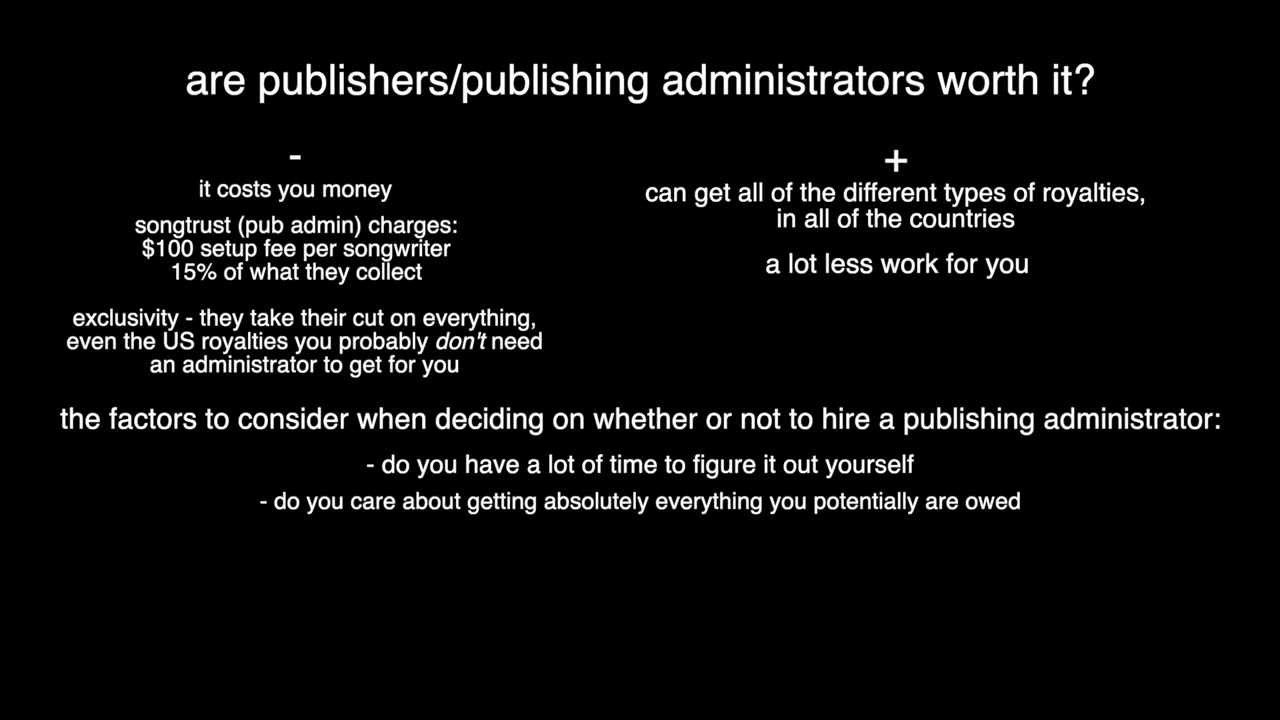 are publishers/publishing administrators worth it?
-
it costs you money
songtrust (pub admin) charges:
$100 setup fee per songwriter
15% of what they collect
exclusivity - they take their cut on everything,
even the US royalties you probably don't need
an administrator to get for you
+
can get all of the different types of royalties,
in all of the countries
a lot less work for you
the factors to consider when deciding on whether or not to hire a publishing administrator:
- do you have a lot of time to figure it out yourself
- do you care about getting absolutely everything you potentially are owed